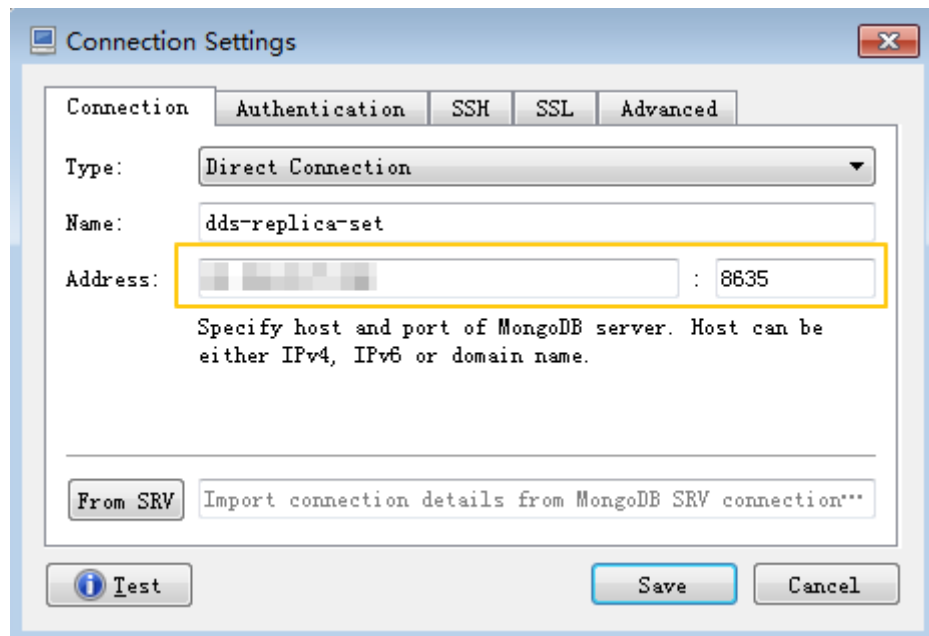 Connection Settings
Connection Authentication SSH SSL Advanced
Type: Direct Connection
Name: dds-replica-set
Address: : 8635
Specify host and port of MongoDB server. Host can be
either IPv4, IPv6 or domain name.
From SRV Import connection details from MongoDB SRV connection···
Test Save Cancel